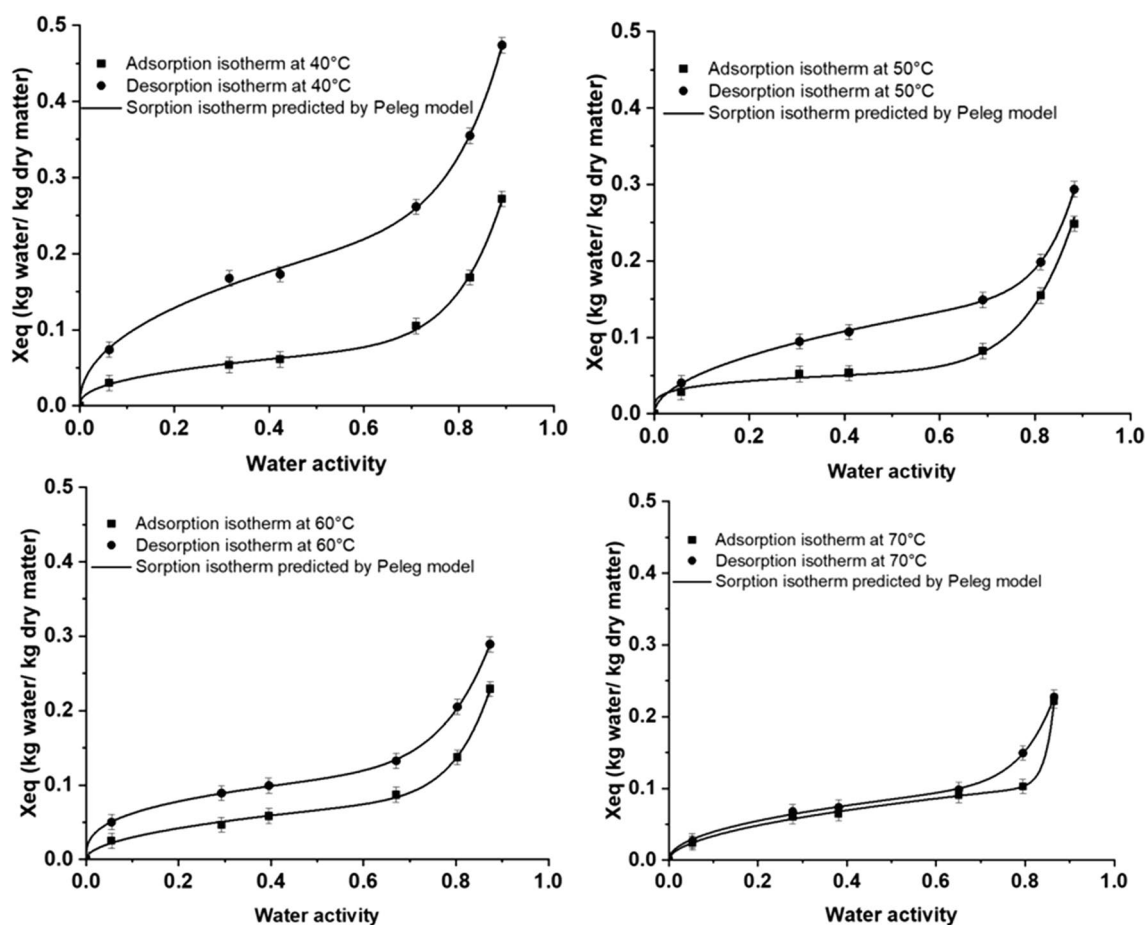 0.5
0.4
0.3
0.2
0.1
0.0
Xeq (kg water/ kg dry matter)
Adsorption isotherm at 40°C
Desorption isotherm at 40°C
Sorption isotherm predicted by Peleg model
0.0 0.2 0.4 0.6 0.8 1.0
Water activity
0.5
0.4
0.3
0.2
0.1
0.0
Xeq (kg water/ kg dry matter)
Adsorption isotherm at 50°C
Desorption isotherm at 50°C
Sorption isotherm predicted by Peleg model
0.0 0.2 0.4 0.6 0.8 1.0
Water activity
0.5
0.4
0.3
0.2
0.1
0.0
Xeq (kg water/ kg dry matter)
Adsorption isotherm at 60°C
Desorption isotherm at 60°C
Sorption isotherm predicted by Peleg model
0.0 0.2 0.4 0.6 0.8 1.0
Water activity
0.5
0.4
0.3
0.2
0.1
0.0
Xeq (kg water/ kg dry matter)
Adsorption isotherm at 70°C
Desorption isotherm at 70°C
Sorption isotherm predicted by Peleg model
0.0 0.2 0.4 0.6 0.8 1.0
Water activity